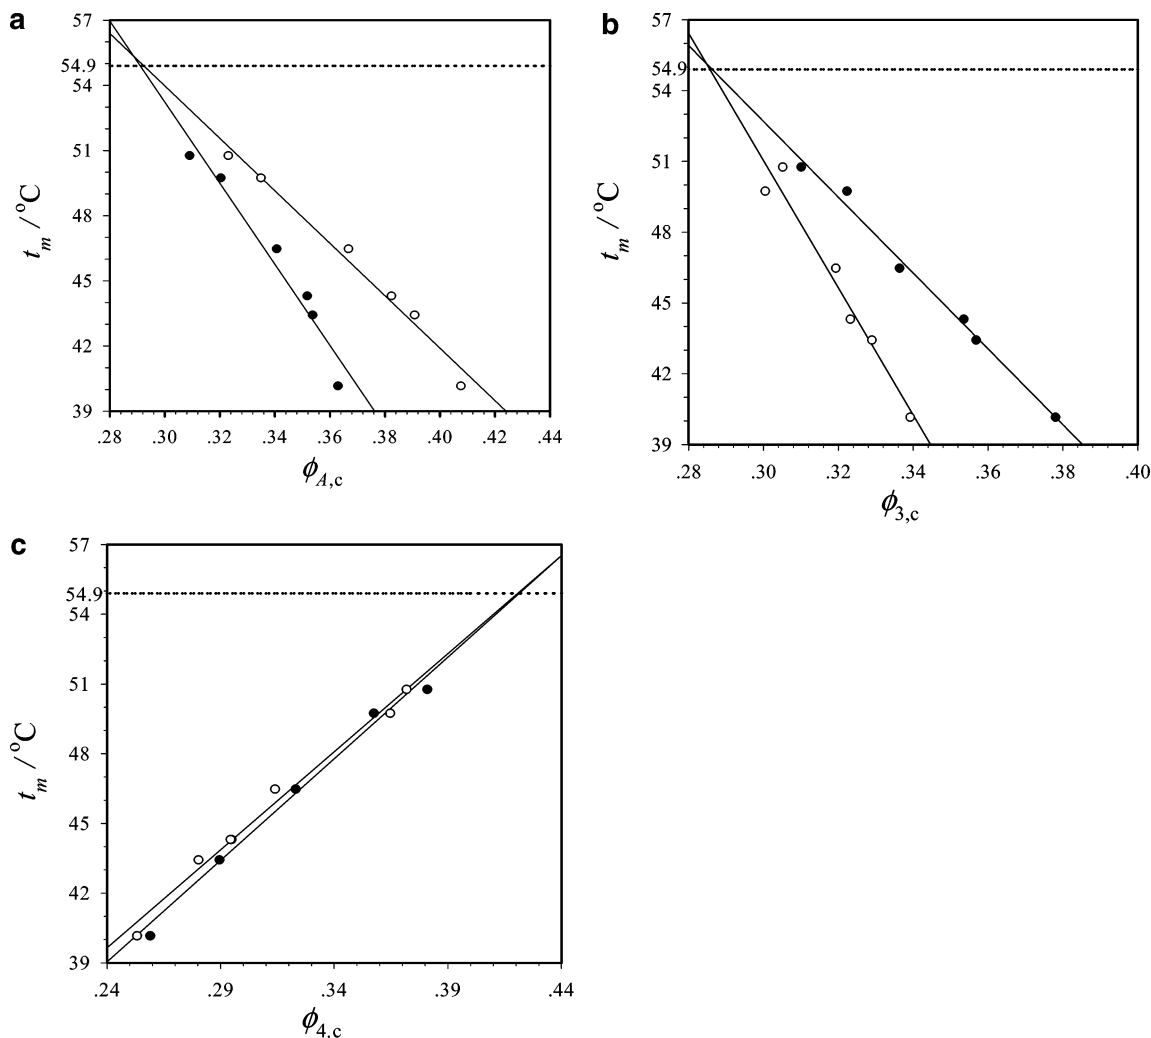 a
57
54.9
54
51
48
45
42
39
t_m / °C
.28 .30 .32 .34 .36 .38 .40 .42 .44
ϕ_A,c
b
57
54.9
54
51
48
45
42
39
t_m / °C
.28 .30 .32 .34 .36 .38 .40
ϕ_3,c
c
57
54.9
54
51
48
45
42
39
t_m / °C
.24 .29 .34 .39 .44
ϕ_4,c